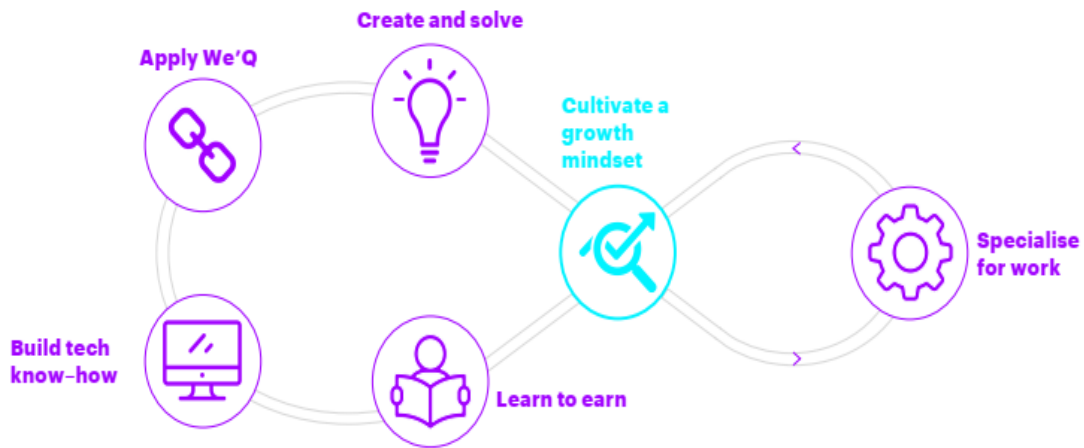 Create and solve
Apply We'Q
Cultivate a
growth
mindset
Specialise
for work
Build tech
know-how
Learn to earn